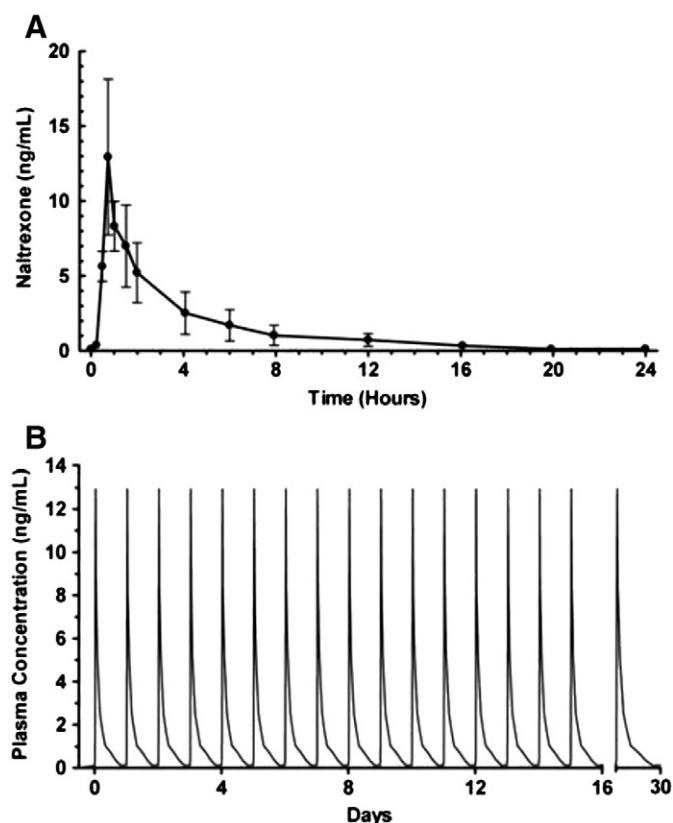 A
Naltrexone (ng/mL)
20
15
10
5
0
0 4 8 12 16 20 24
Time (Hours)
B
Plasma Concentration (ng/mL)
14
12
10
8
6
4
2
0
0 4 8 12 16 30
Days